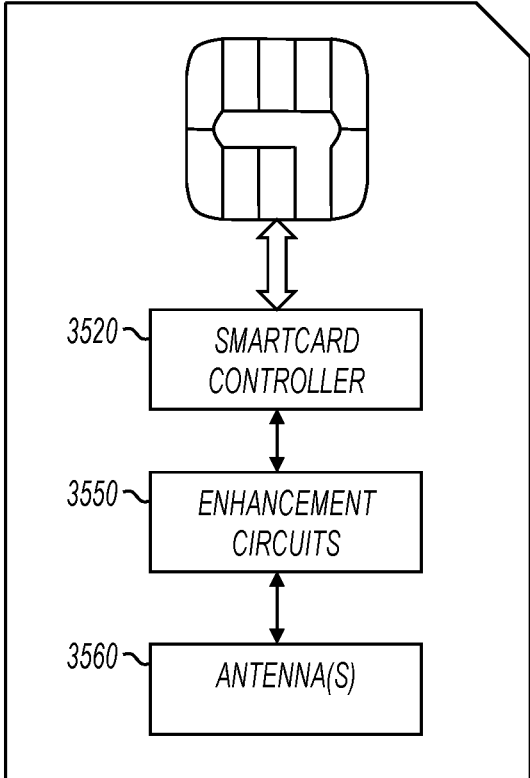 3520
SMARTCARD
CONTROLLER
3550
ENHANCEMENT
CIRCUITS
3560
ANTENNA(S)